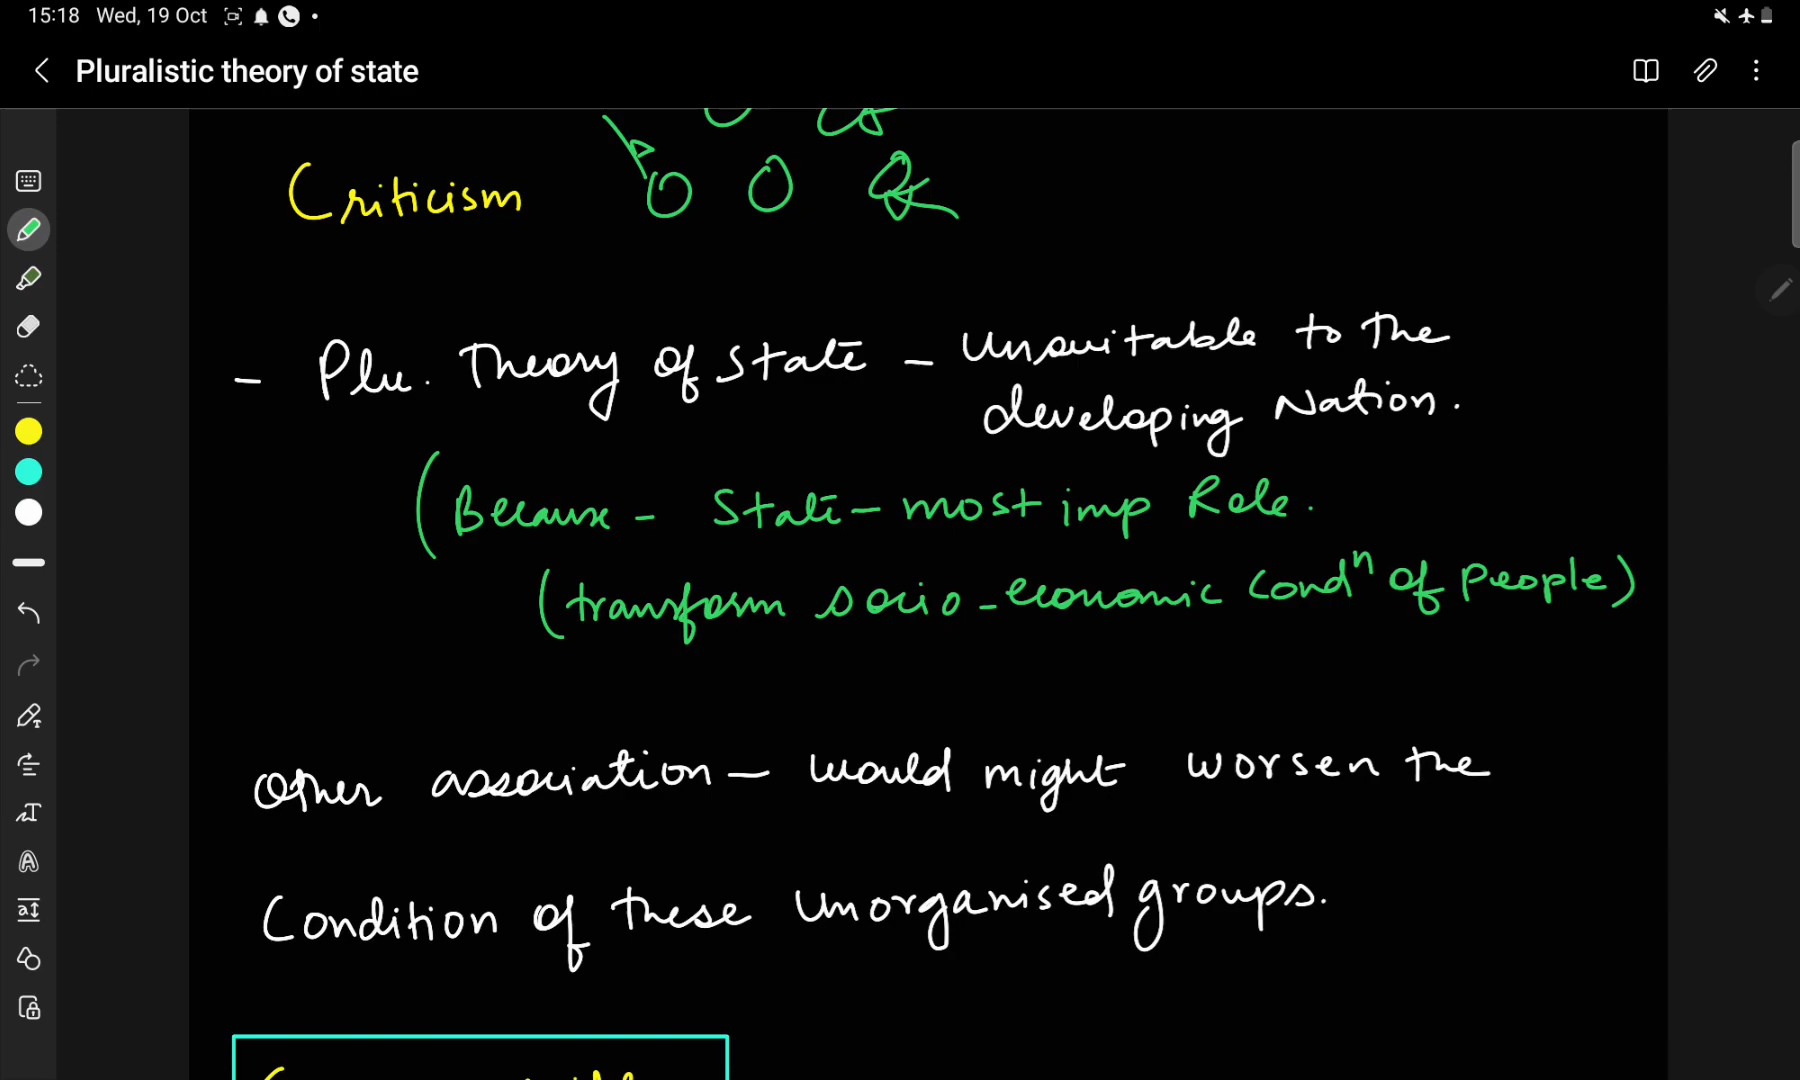 15:18 Wed, 19 Oct
Pluralistic theory of state
Criticism
- Plu. Theory of State - Unsuitable to the
developing Nation.
(Because - State - most imp Role.
(transform socio-economic condⁿ of people)
other association - would might worsen the
Condition of these unorganised groups.